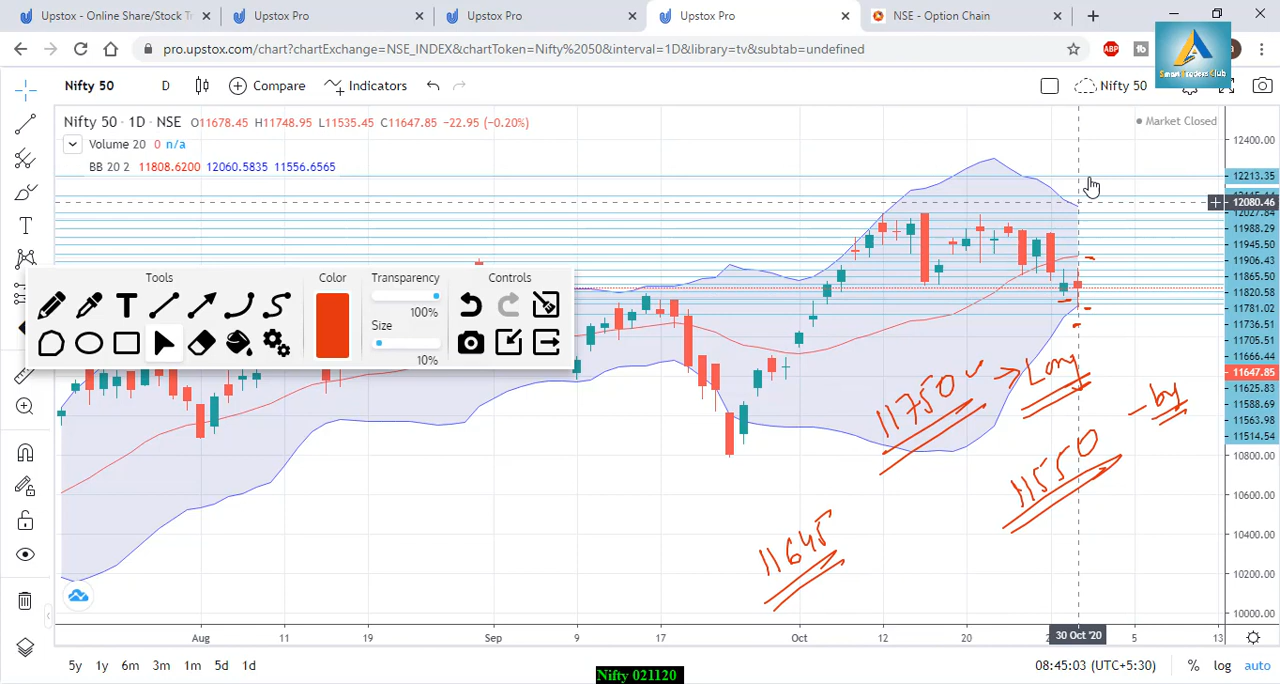 Upstox - Online Share/Stock T
Upstox Pro
Upstox Pro
Upstox Pro
NSE - Option Chain
pro.upstox.com/chart?chartExchange=NSE_INDEX&chartToken=Nifty%2050&interval=1D&library=tv&subtab=undefined
ABP
Smart Traders Club
Nifty 50
D
Compare
Indicators
Nifty 50
Nifty 50 · 1D · NSE O11678.45 H11748.95 L11535.45 C11647.85 -22.95 (-0.20%)
Market Closed
Volume 20 0 n/a
BB 20 2 11808.6200 12060.5835 11556.6565
12400.00
12213.35
12080.46
12027.84
11988.29
11945.50
11906.43
11865.50
11820.58
11781.02
11736.51
11705.51
11666.44
11647.85
11625.83
11588.69
11563.98
11514.54
10800.00
10600.00
10400.00
10200.00
10000.00
Tools
Color
Transparency
Controls
100%
Size
10%
11750
Long
by
11550
11645
Aug
11
19
Sep
9
17
Oct
12
20
30 Oct '20
5
13
5y 1y 6m 3m 1m 5d 1d
08:45:03 (UTC+5:30)
% log auto
Nifty 021120